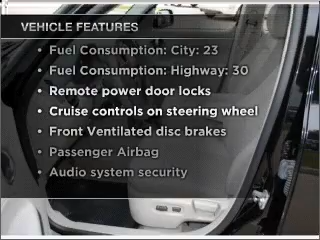 VEHICLE FEATURES
• Fuel Consumption: City: 23
• Fuel Consumption: Highway: 30
• Remote power door locks
• Cruise controls on steering wheel
• Front Ventilated disc brakes
• Passenger Airbag
• Audio system security